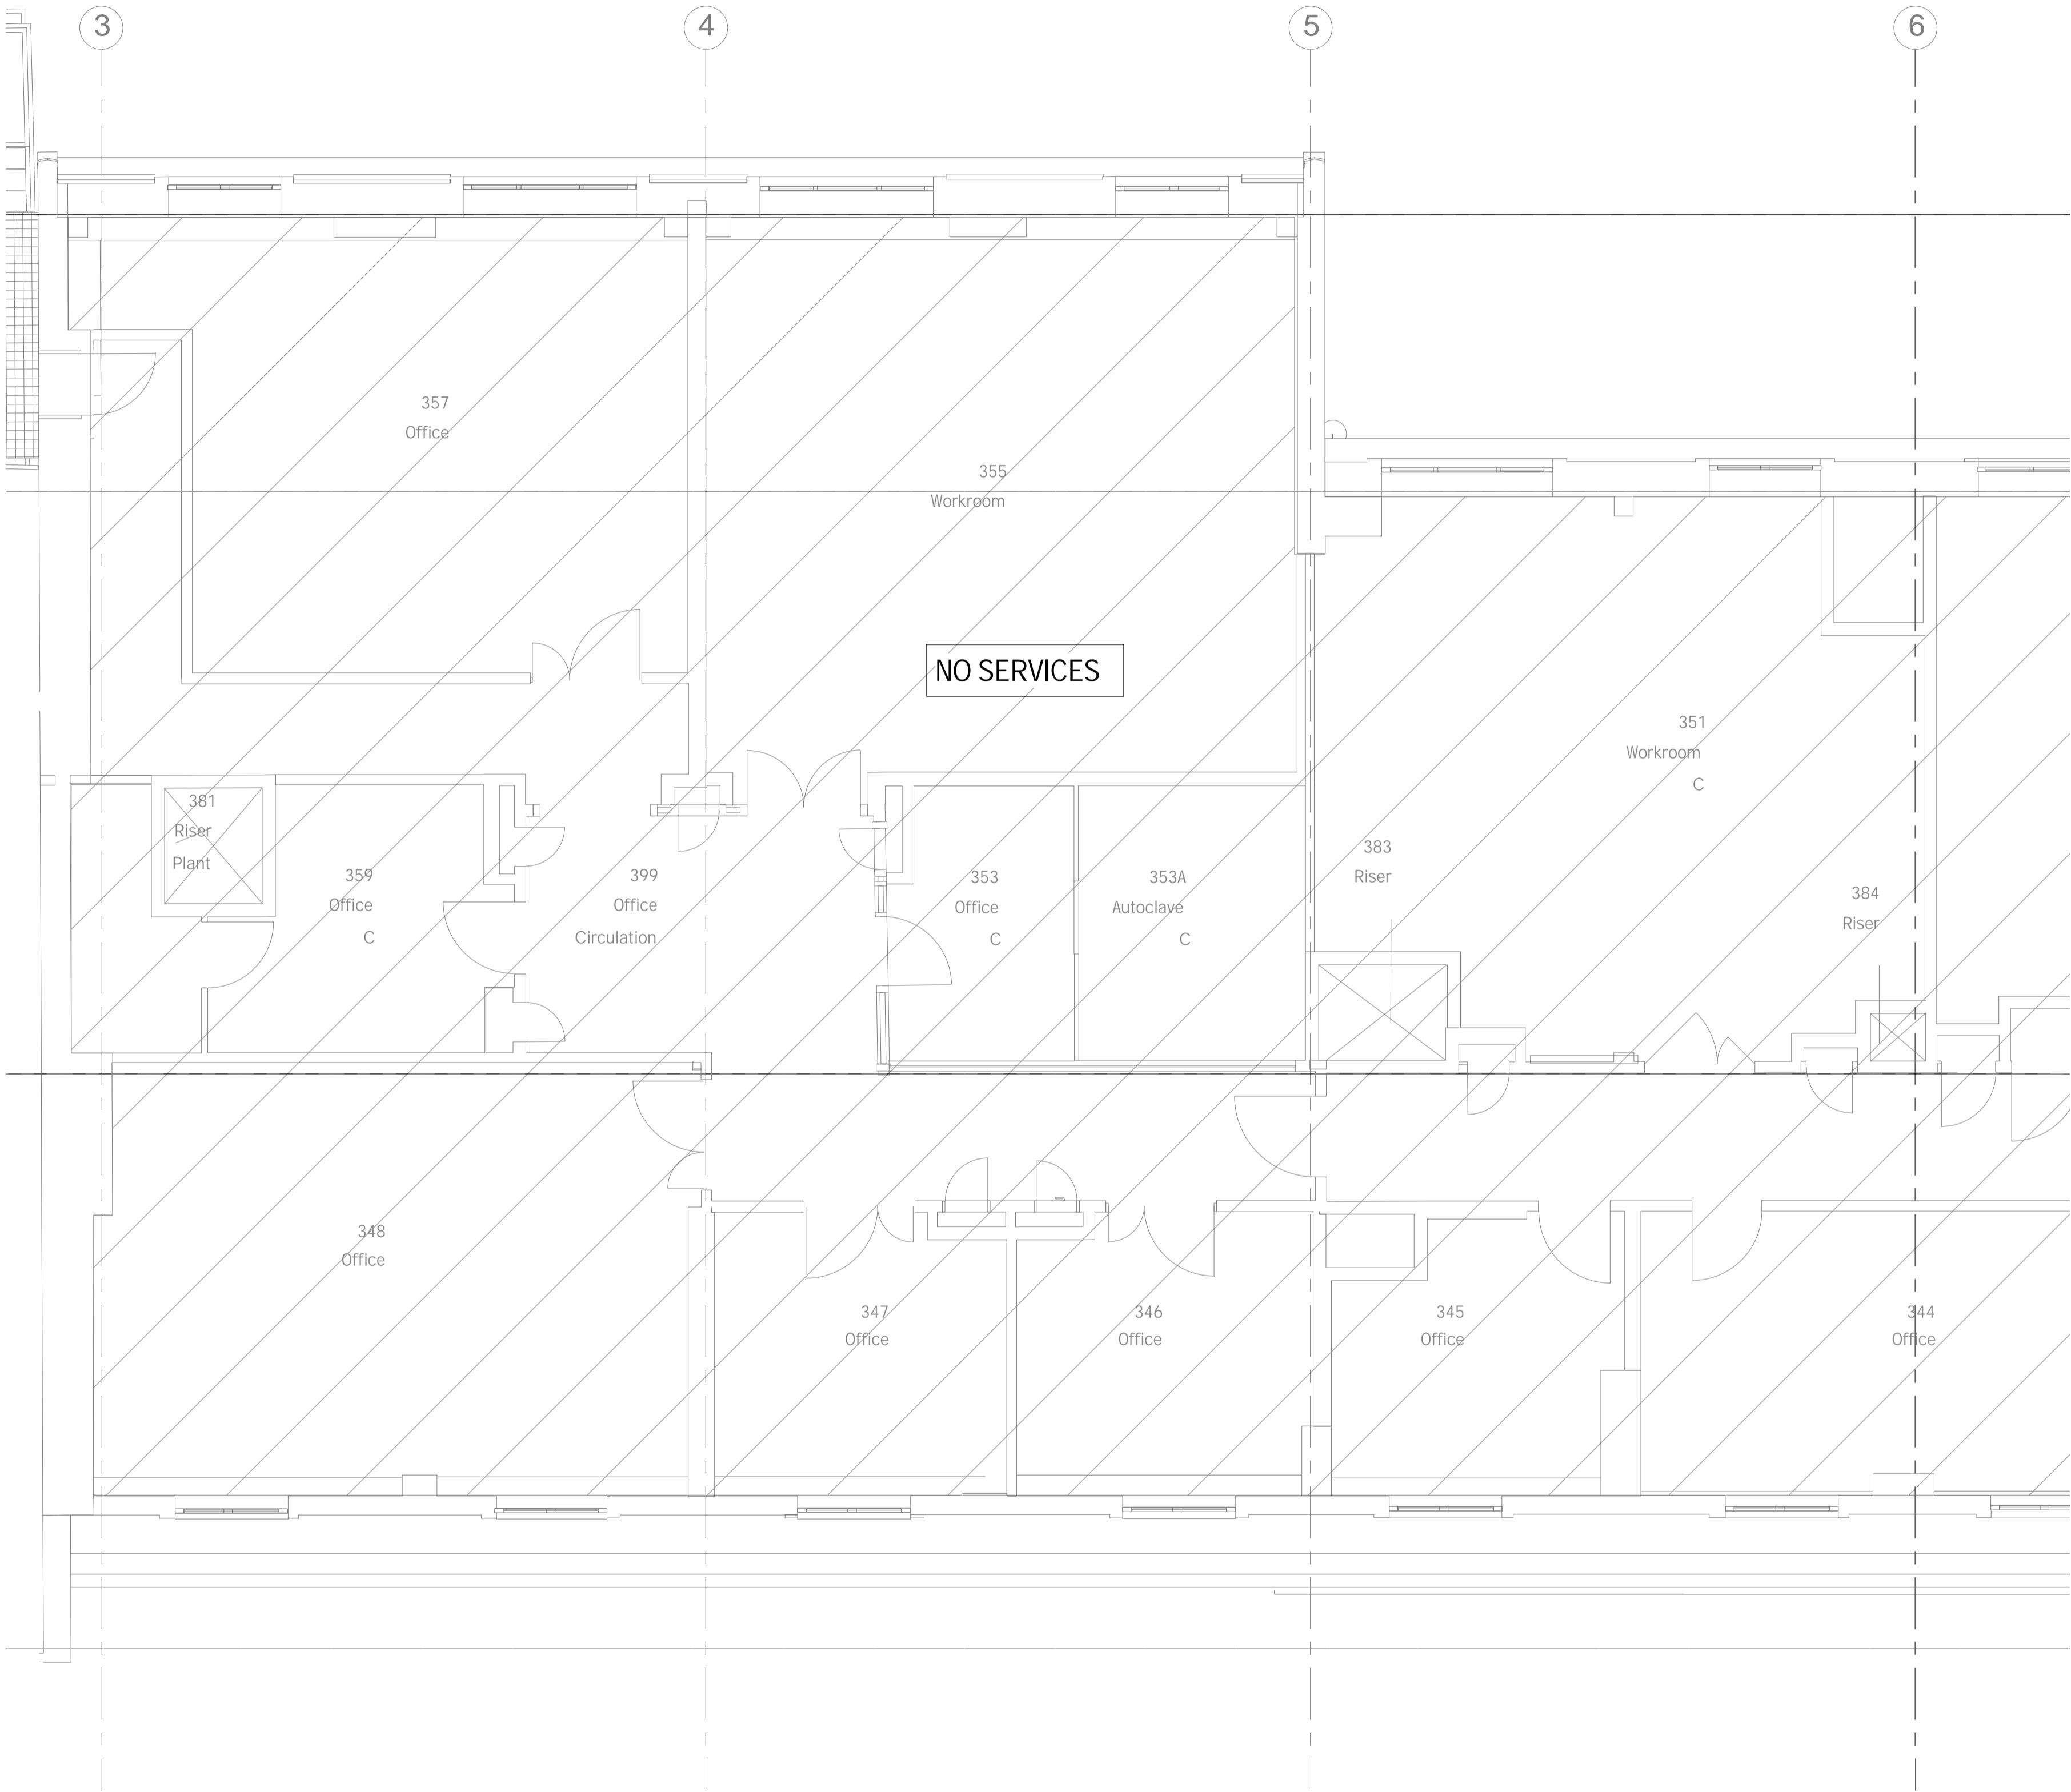 3
4
5
6
357
Office
355
Workroom
NO SERVICES
351
Workroom
C
381
Riser
Plant
359
Office
C
399
Office
Circulation
353
Office
C
353A
Autoclave
C
383
Riser
384
Riser
348
Office
347
Office
346
Office
345
Office
344
Office